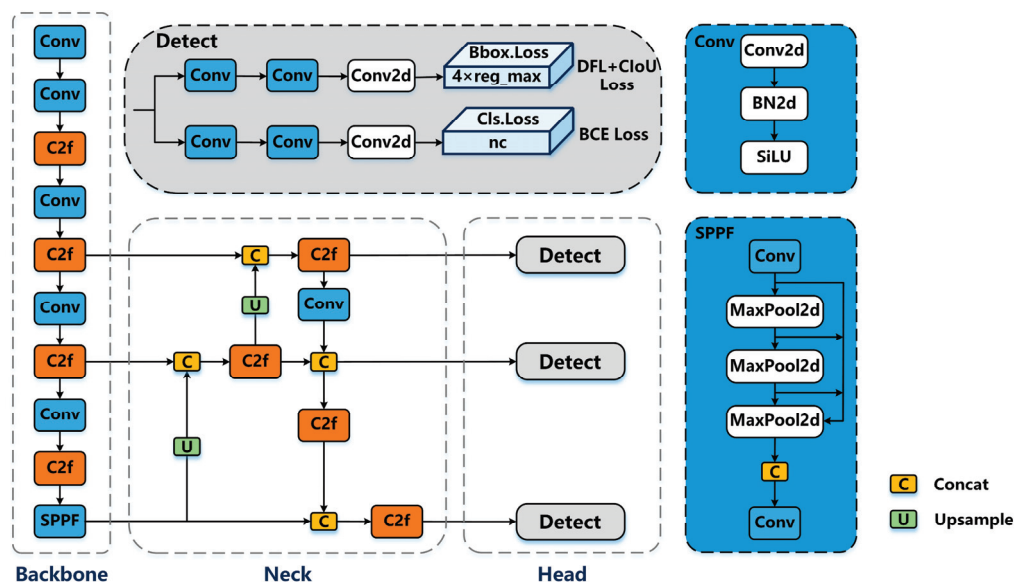 Conv
Conv
C2f
Conv
C2f
Conv
C2f
Conv
C2f
SPPF
Backbone
Detect
Conv
Conv
Conv2d
Bbox.Loss
4×reg_max
DFL+CIoU
Loss
Conv
Conv
Conv2d
Cls.Loss
nc
BCE Loss
C
C2f
U
Conv
C
C2f
C
U
C2f
C
C2f
Neck
Detect
Detect
Detect
Head
Conv
Conv2d
BN2d
SiLU
SPPF
Conv
MaxPool2d
MaxPool2d
MaxPool2d
C
Conv
C Concat
U Upsample